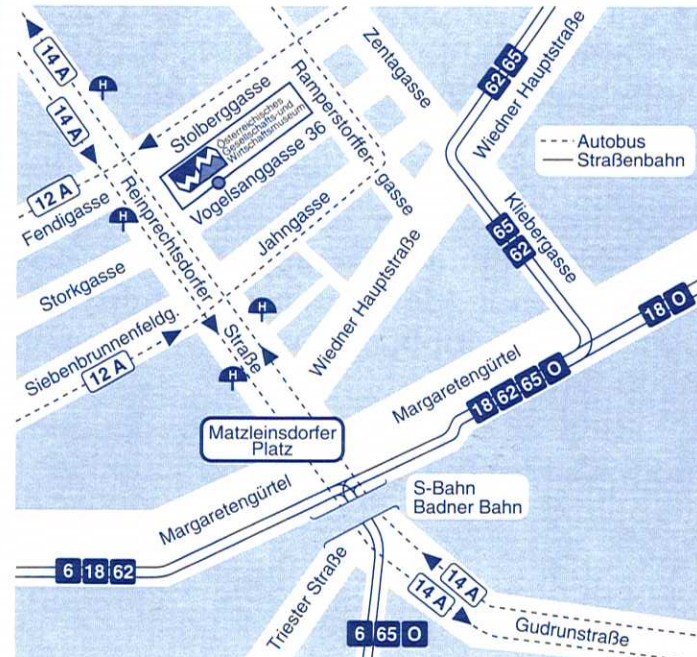 14 A
14 A
H
Stolberggasse
Österreichisches
Gesellschafts- und
Wirtschaftsmuseum
Vogelsanggasse 36
Ramperstorffer
gasse
Zentagasse
62 65
Wiedner Hauptstraße
Autobus
Straßenbahn
12 A
Fendigasse
H
Reinprechtsdorfer
Straße
Jahngasse
Kliebergasse
65
62
Storkgasse
Siebenbrunnenfeldg.
12 A
H
H
Wiedner Hauptstraße
18 O
Margaretengürtel
18 62 65 O
Matzleinsdorfer
Platz
Margaretengürtel
S-Bahn
Badner Bahn
6 18 62
Triester Straße
14 A
14 A
6 65 O
Gudrunstraße